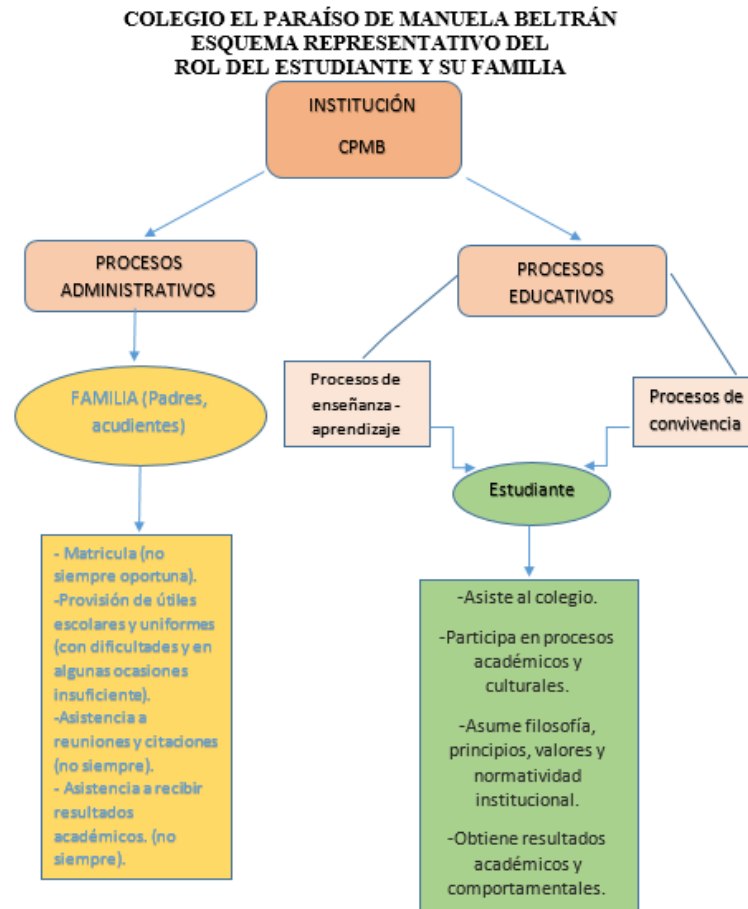 COLEGIO EL PARAÍSO DE MANUELA BELTRÁN
ESQUEMA REPRESENTATIVO DEL
ROL DEL ESTUDIANTE Y SU FAMILIA
INSTITUCIÓN
CPMB
PROCESOS
ADMINISTRATIVOS
PROCESOS
EDUCATIVOS
FAMILIA (Padres,
acudientes)
Procesos de
enseñanza -
aprendizaje
Procesos de
convivencia
Estudiante
- Matricula (no
siempre oportuna).
-Provisión de útiles
escolares y uniformes
(con dificultades y en
algunas ocasiones
insuficiente).
-Asistencia a
reuniones y citaciones
(no siempre).
- Asistencia a recibir
resultados
académicos. (no
siempre).
-Asiste al colegio.
-Participa en procesos
académicos y
culturales.
-Asume filosofía,
principios, valores y
normatividad
institucional.
-Obtiene resultados
académicos y
comportamentales.